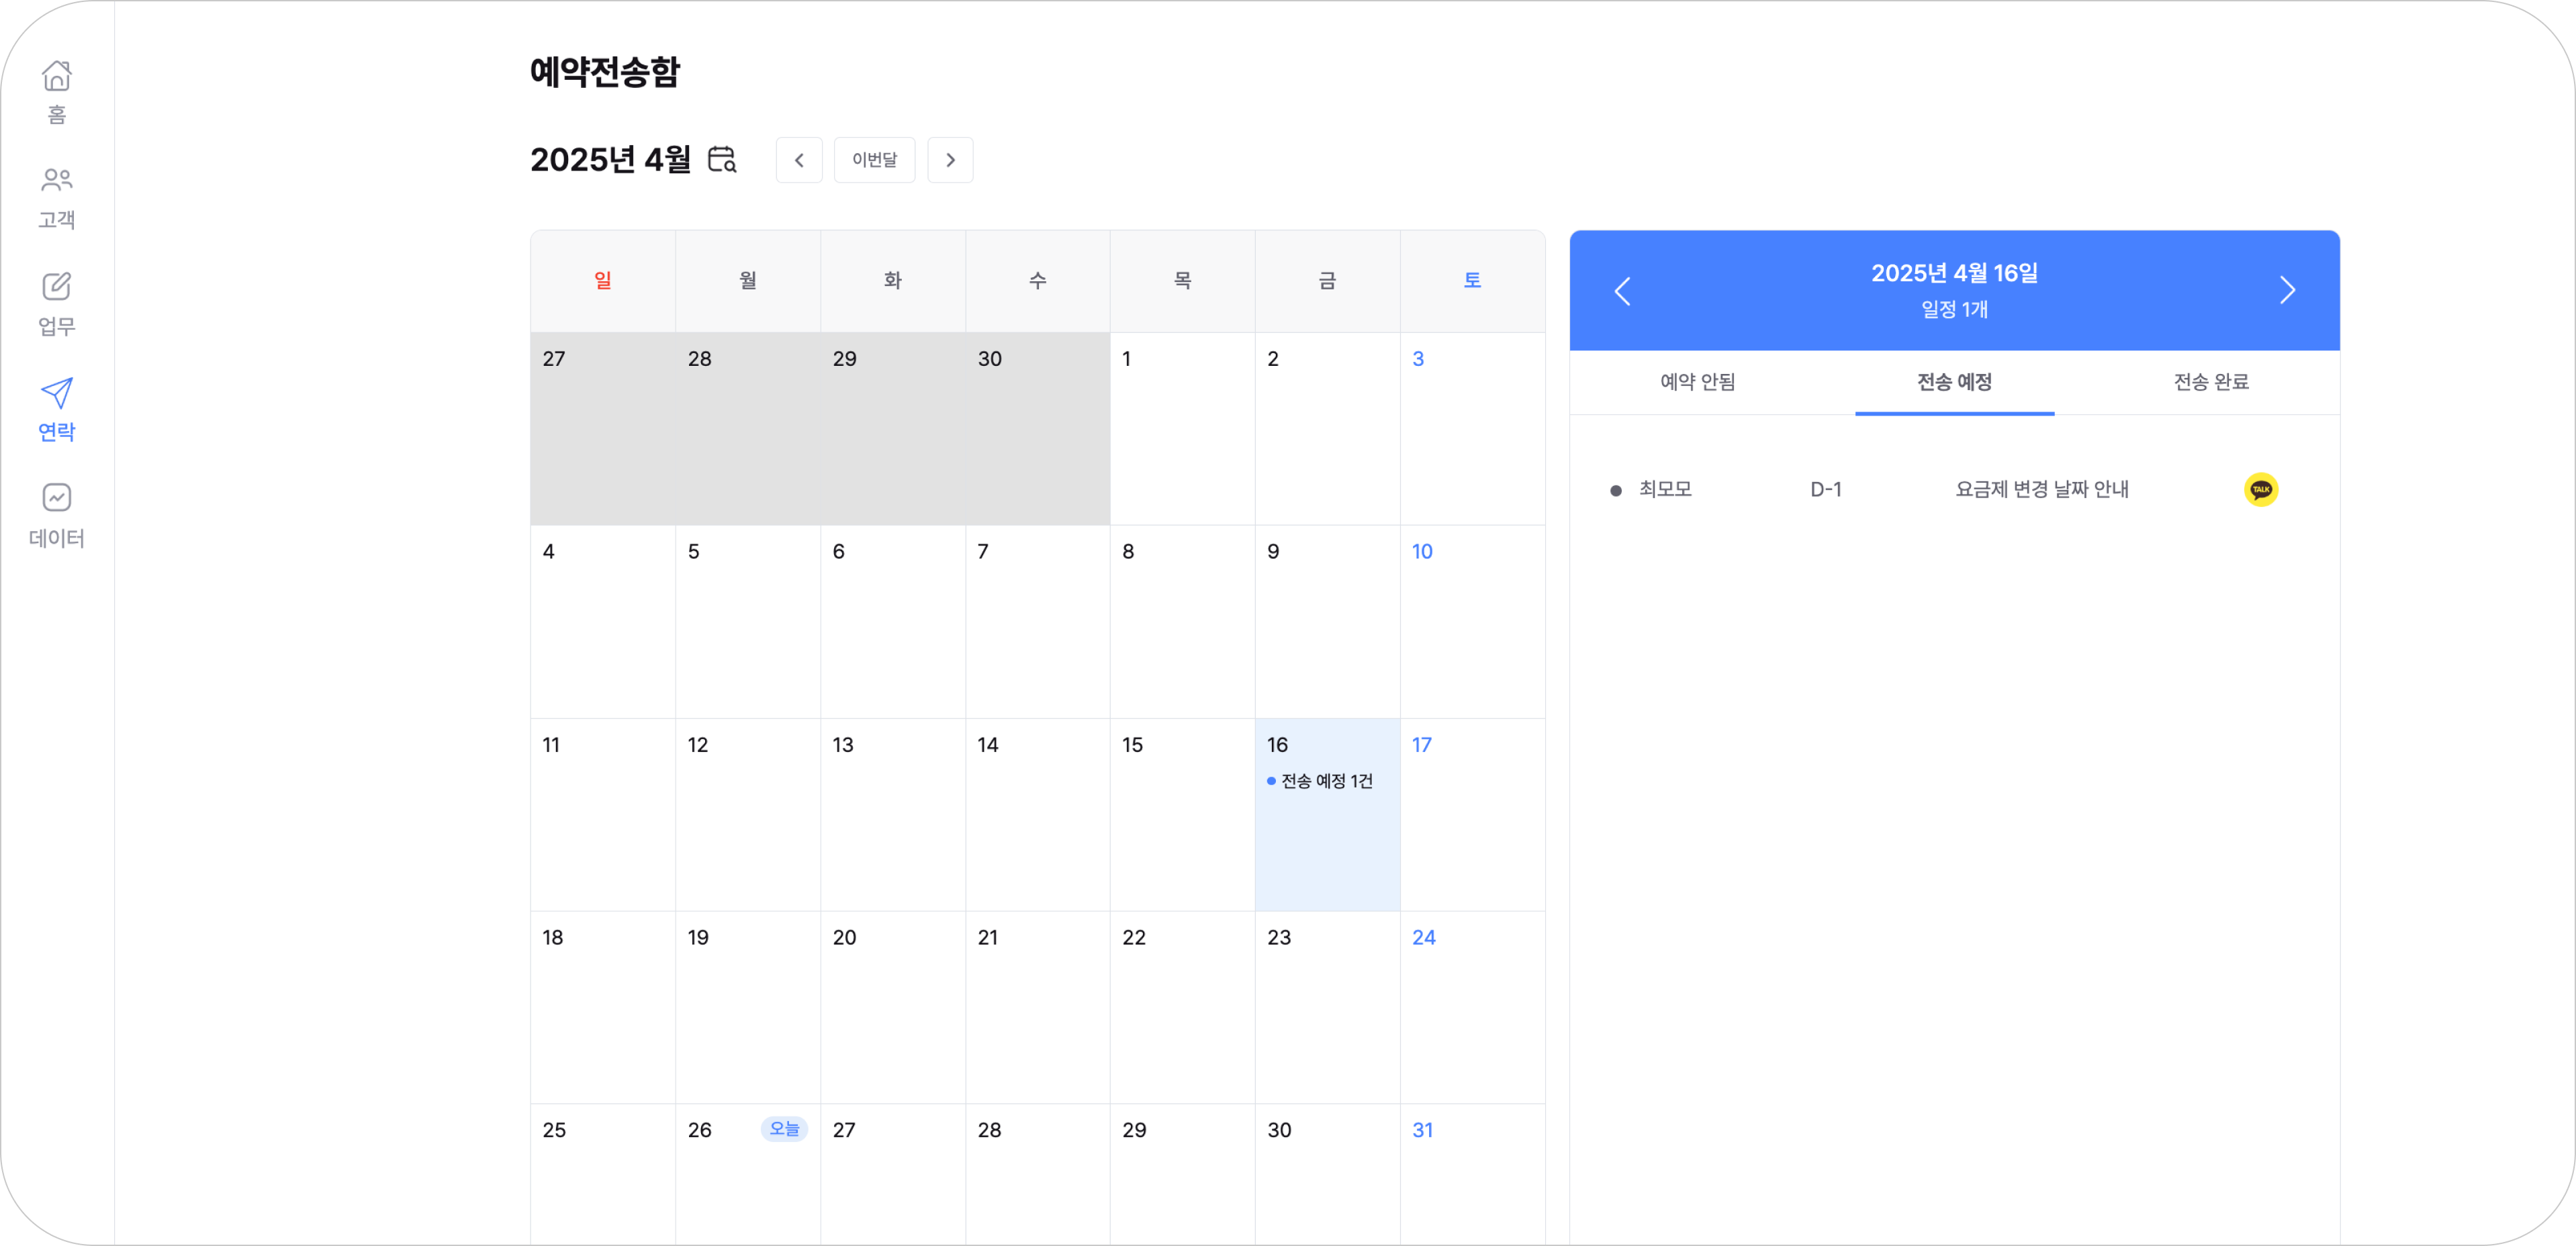 홈
고객
업무
연락
데이터
예약전송함
2025년 4월
이번달
일 월 화 수 목 금 토
27 28 29 30 1 2 3
4 5 6 7 8 9 10
11 12 13 14 15 16 17
전송 예정 1건
18 19 20 21 22 23 24
25 26 오늘 27 28 29 30 31
2025년 4월 16일
일정 1개
예약 안됨 전송 예정 전송 완료
최모모 D-1 요금제 변경 날짜 안내 TALK